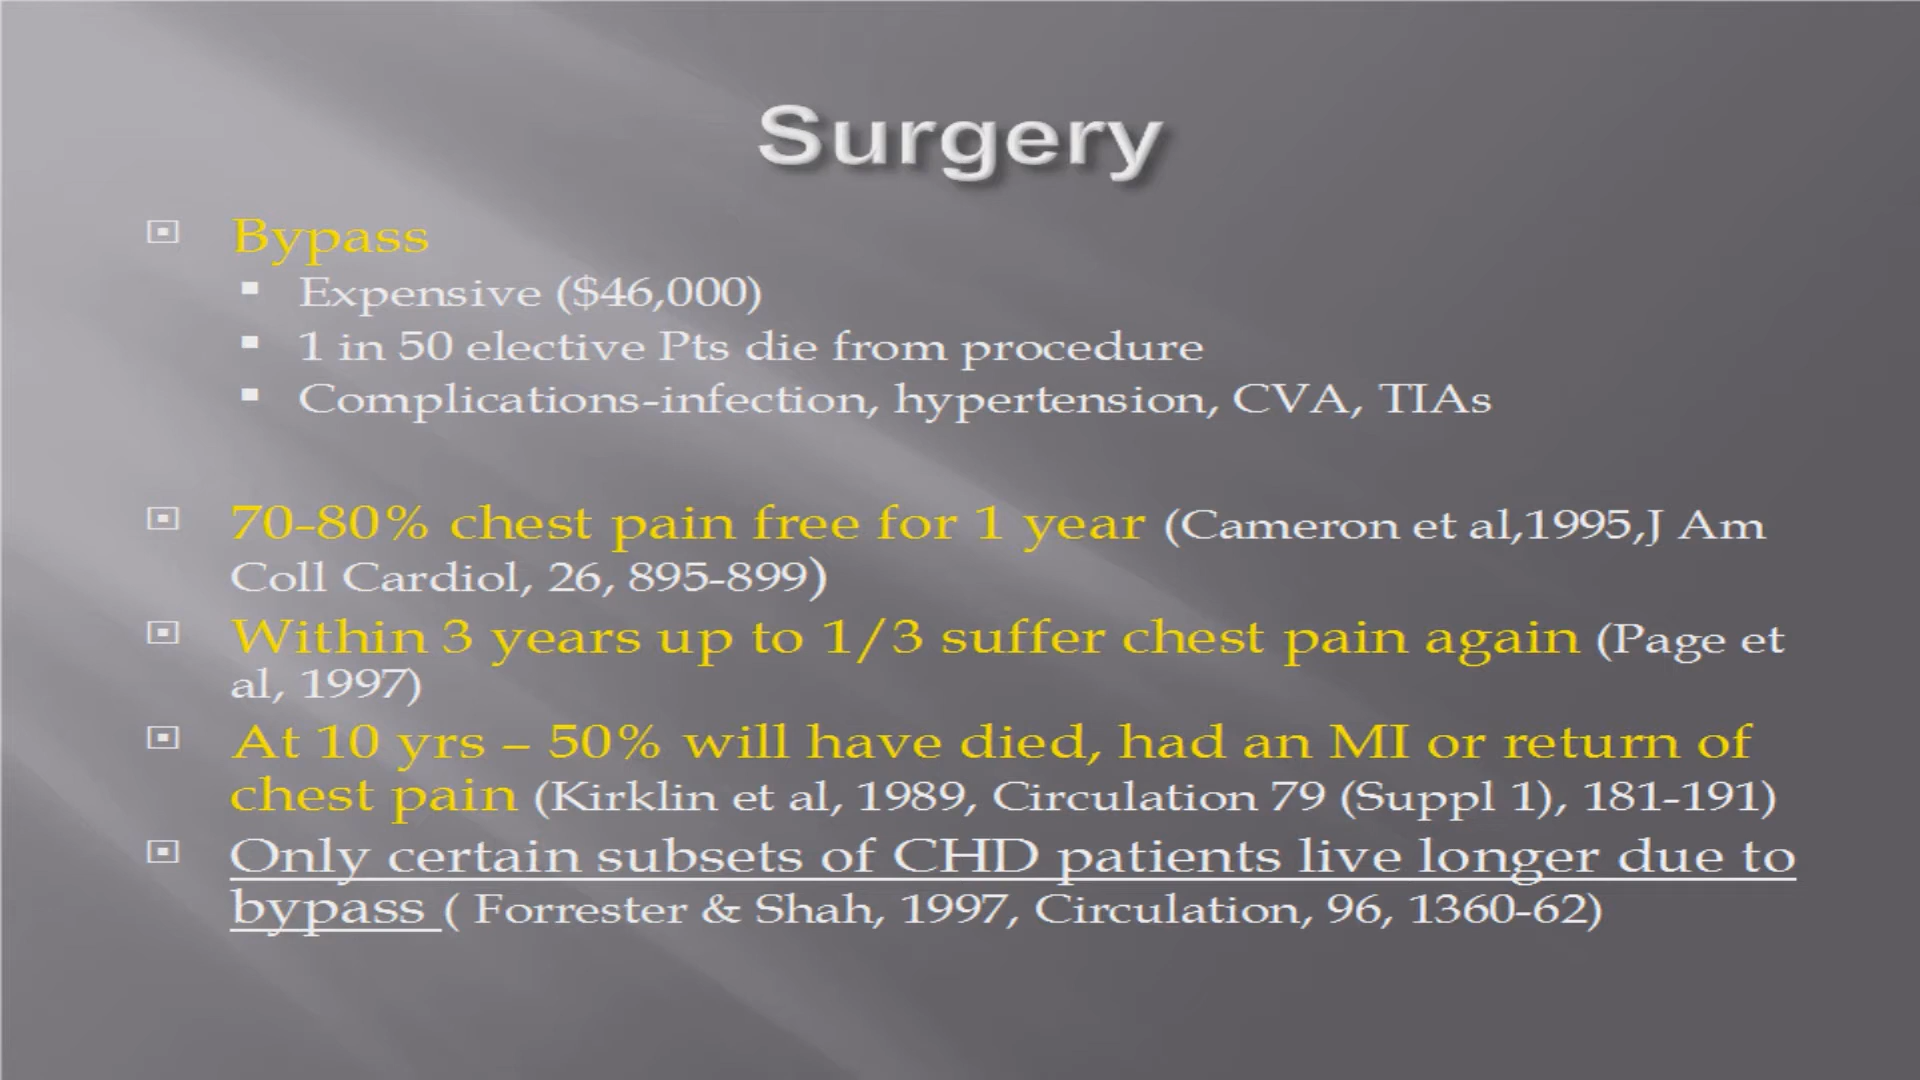 Surgery
Bypass
Expensive ($46,000)
1 in 50 elective Pts die from procedure
Complications-infection, hypertension, CVA, TIAs
70-80% chest pain free for 1 year (Cameron et al,1995,J Am
Coll Cardiol, 26, 895-899)
Within 3 years up to 1/3 suffer chest pain again (Page et
al, 1997)
At 10 yrs – 50% will have died, had an MI or return of
chest pain (Kirklin et al, 1989, Circulation 79 (Suppl 1), 181-191)
Only certain subsets of CHD patients live longer due to
bypass ( Forrester & Shah, 1997, Circulation, 96, 1360-62)